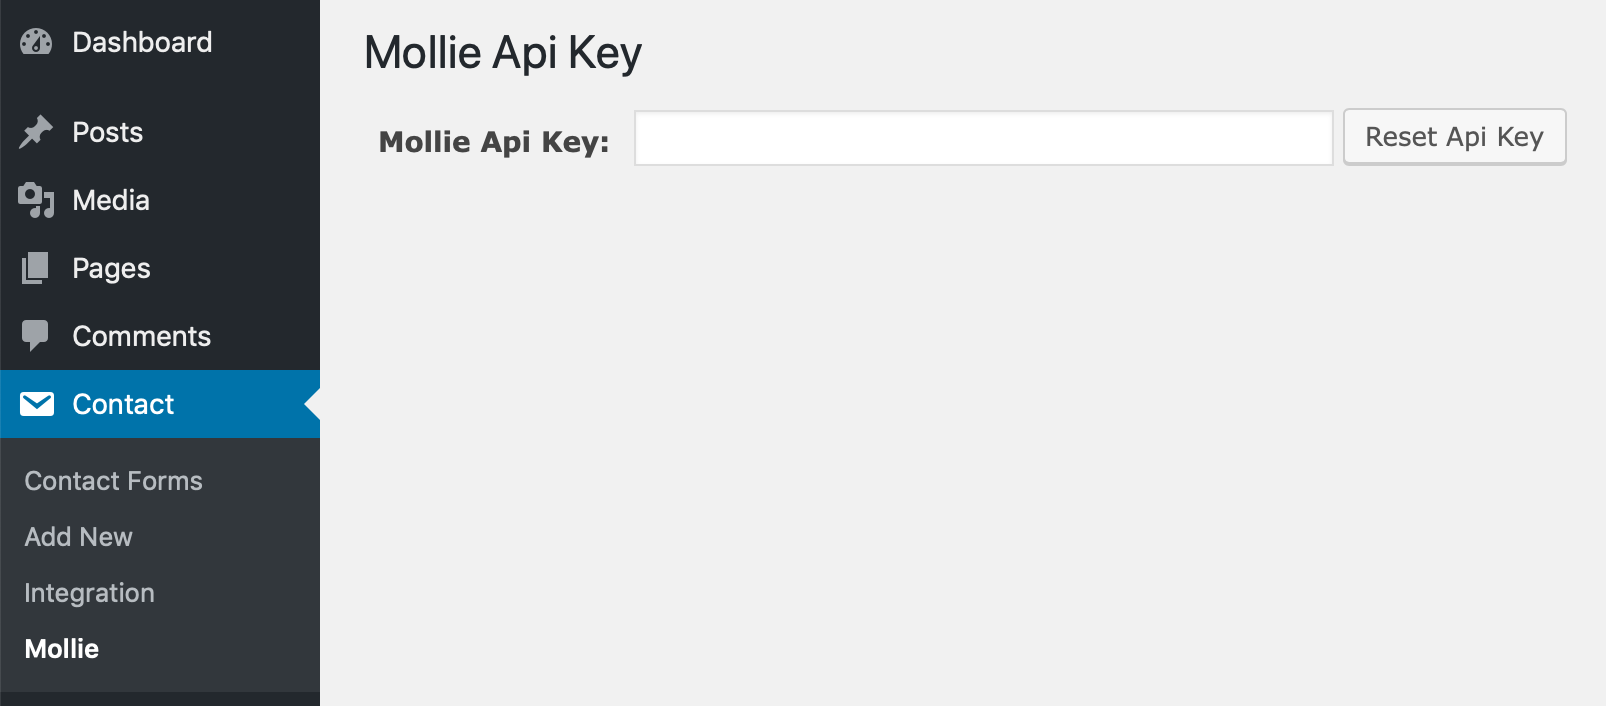 Dashboard
Posts
Media
Pages
Comments
Contact
Contact Forms
Add New
Integration
Mollie
Mollie Api Key
Mollie Api Key:
Reset Api Key